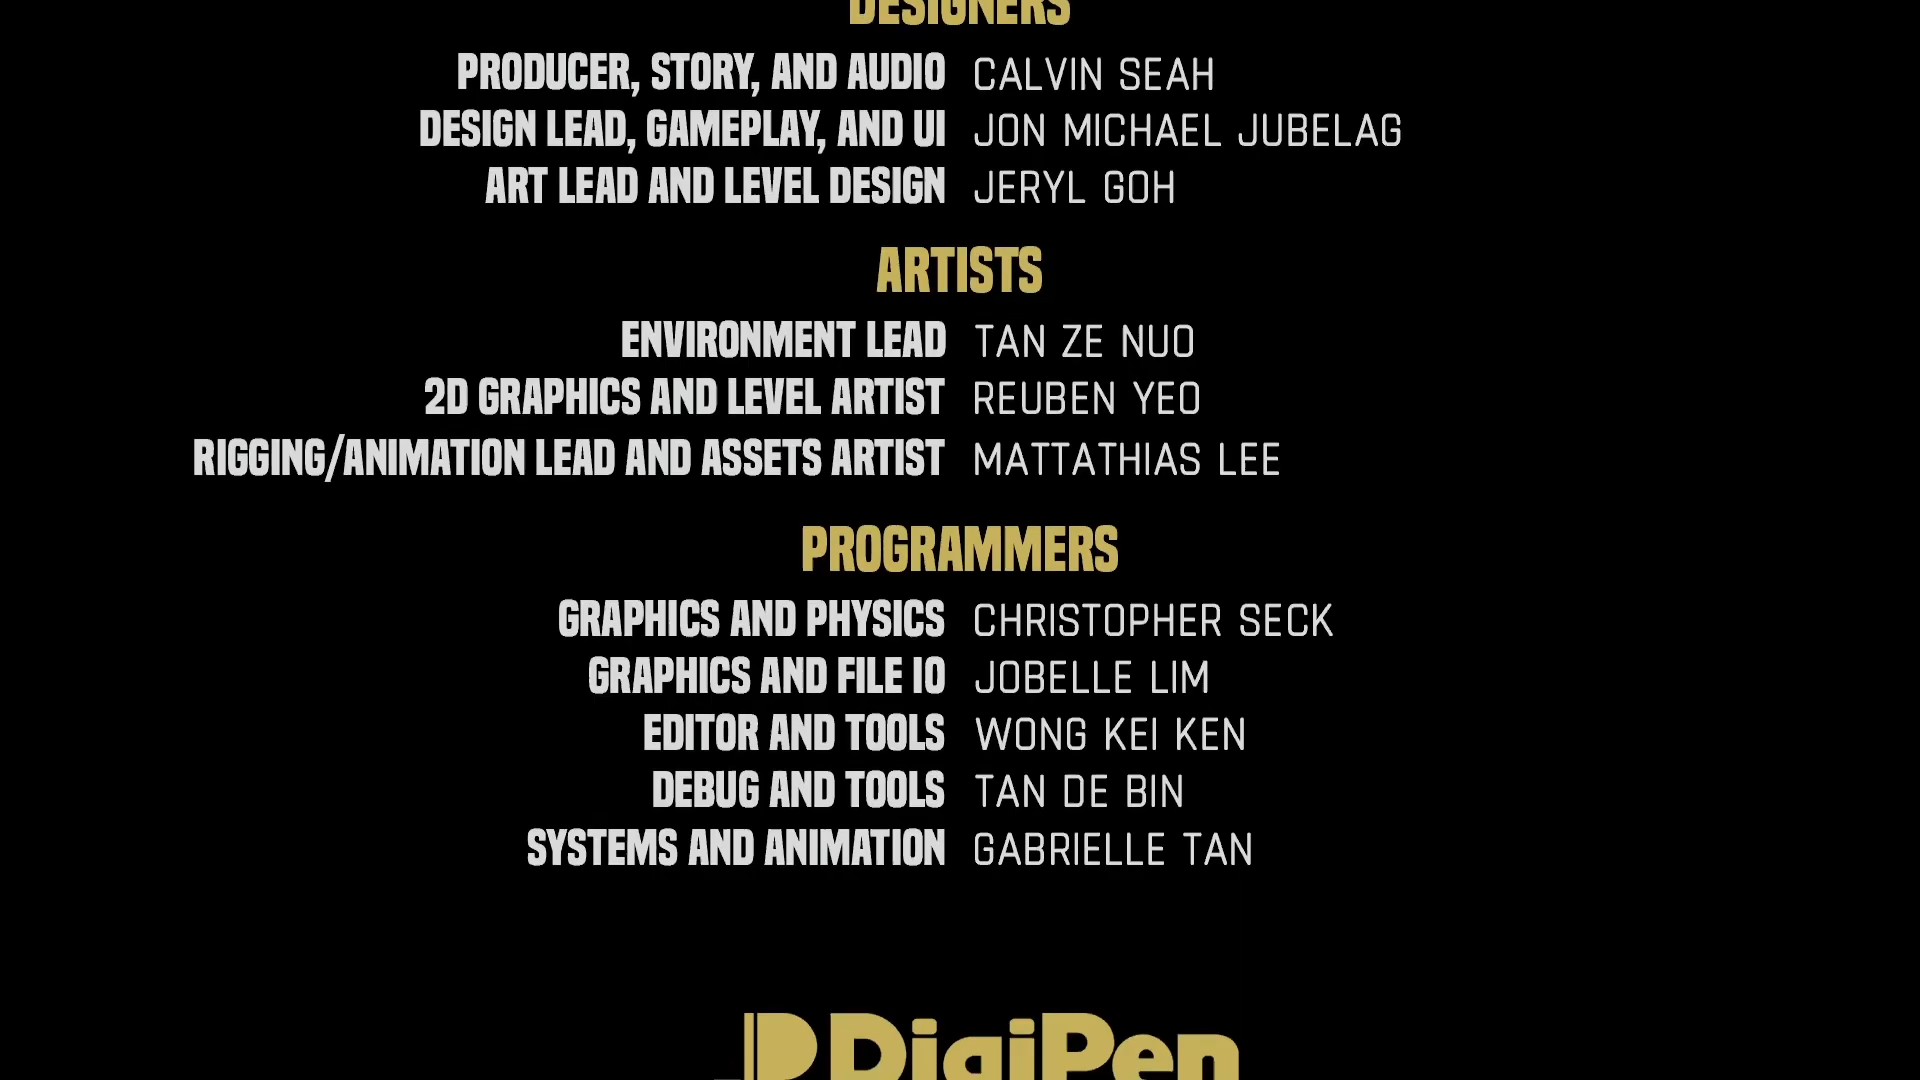 DESIGNERS
PRODUCER, STORY, AND AUDIO CALVIN SEAH
DESIGN LEAD, GAMEPLAY, AND UI JON MICHAEL JUBELAG
ART LEAD AND LEVEL DESIGN JERYL GOH
ARTISTS
ENVIRONMENT LEAD TAN ZE NUO
2D GRAPHICS AND LEVEL ARTIST REUBEN YEO
RIGGING/ANIMATION LEAD AND ASSETS ARTIST MATTATHIAS LEE
PROGRAMMERS
GRAPHICS AND PHYSICS CHRISTOPHER SECK
GRAPHICS AND FILE IO JOBELLE LIM
EDITOR AND TOOLS WONG KEI KEN
DEBUG AND TOOLS TAN DE BIN
SYSTEMS AND ANIMATION GABRIELLE TAN
DigiPen